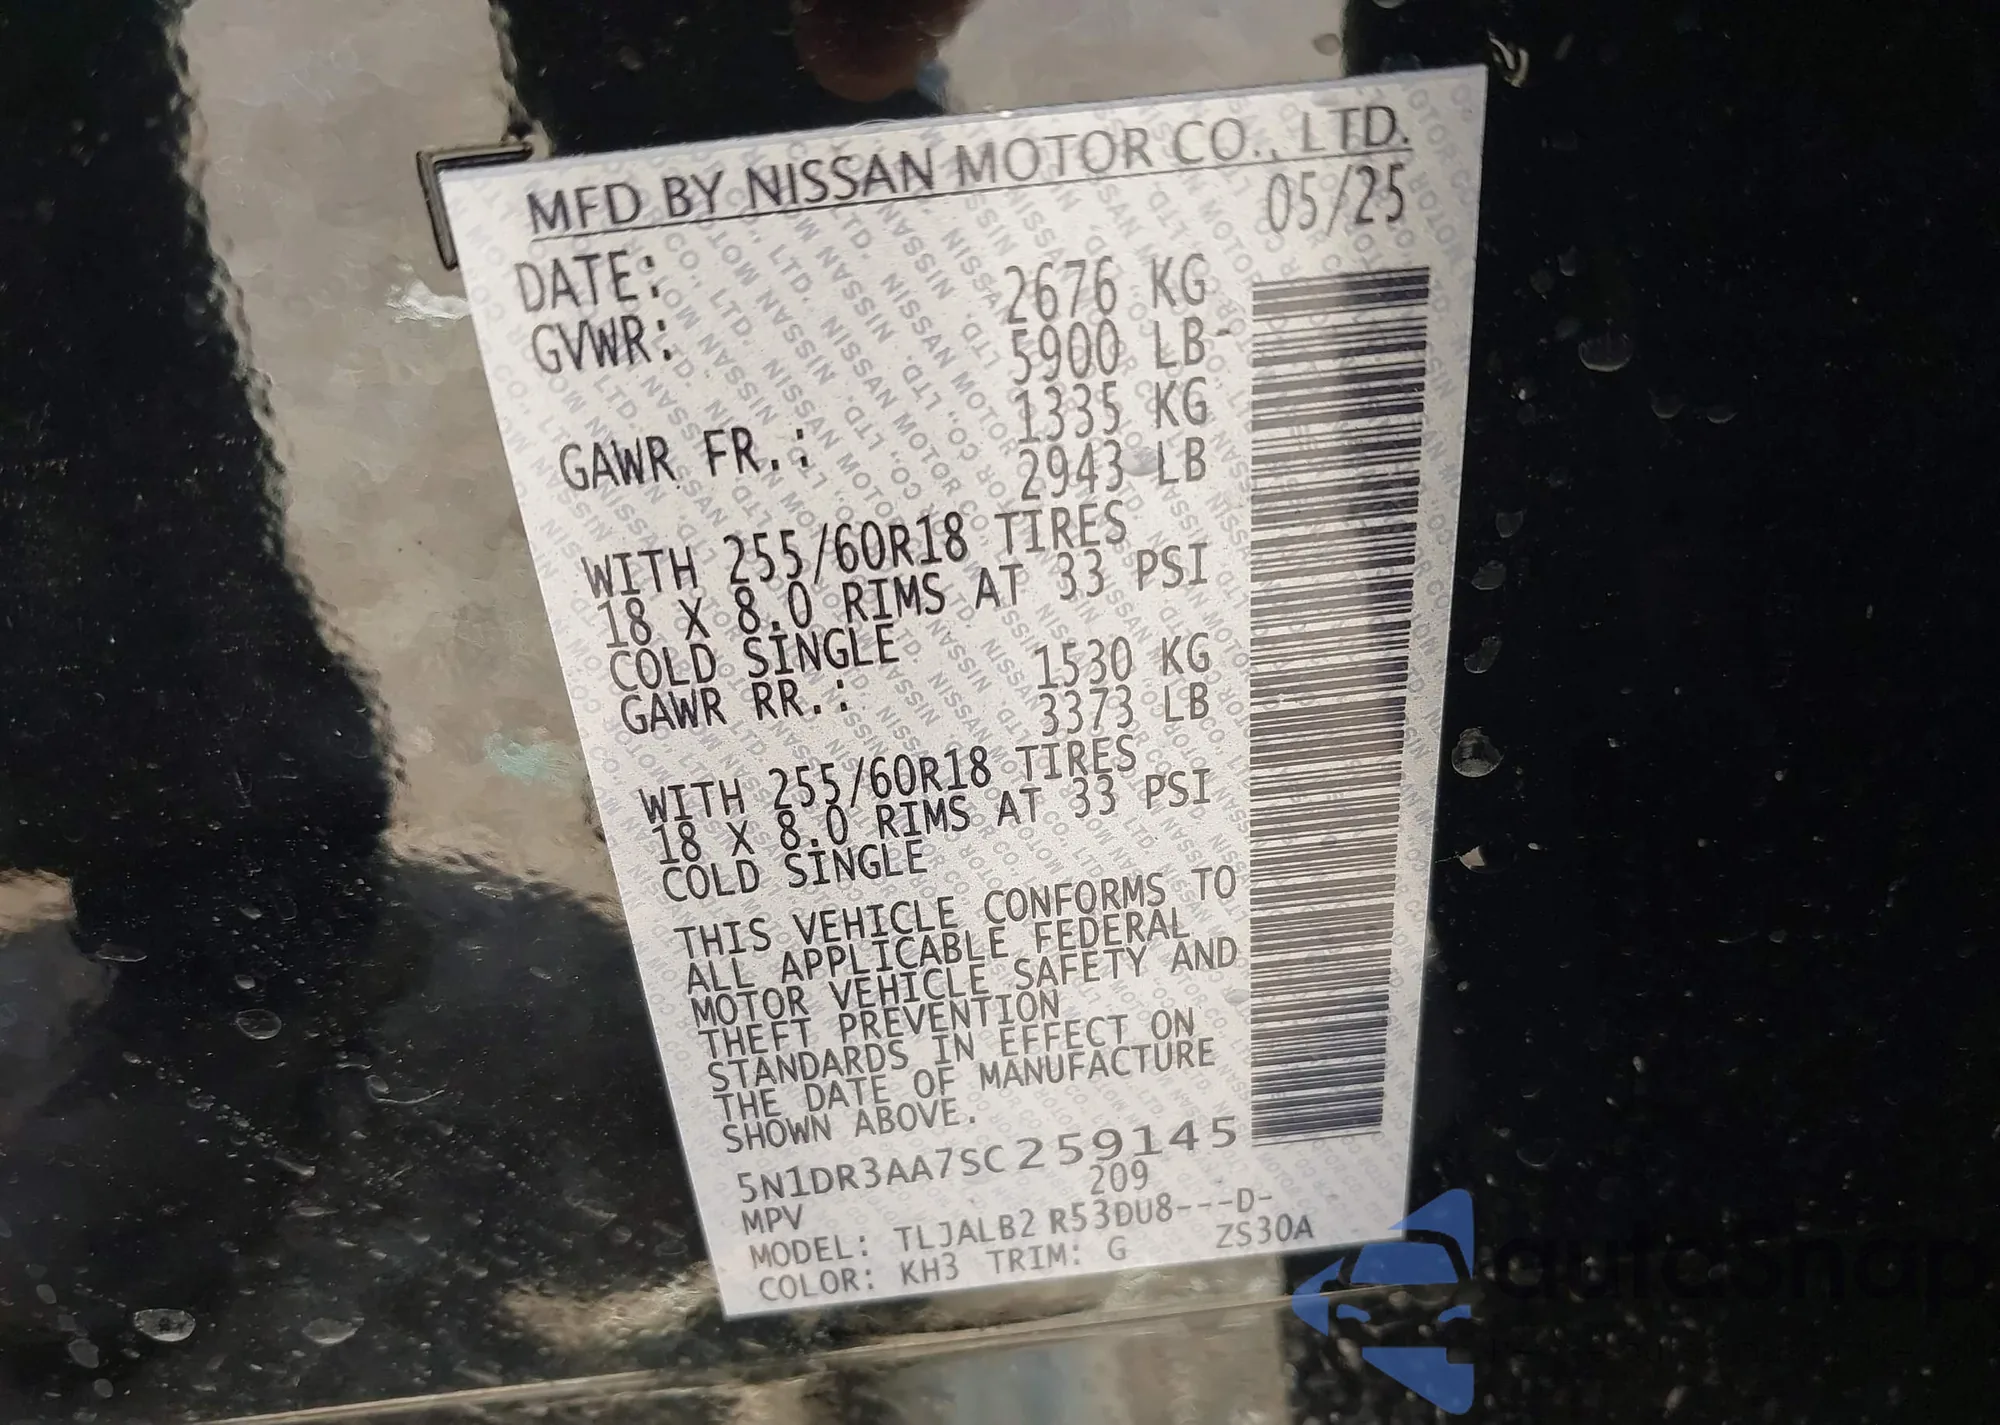 MFD BY NISSAN MOTOR CO., LTD.
DATE: 05/25
GVWR: 2676 KG
5900 LB
GAWR FR.: 1335 KG
2943 LB
WITH 255/60R18 TIRES
18 X 8.0 RIMS AT 33 PSI
COLD SINGLE
GAWR RR.: 1530 KG
3373 LB
WITH 255/60R18 TIRES
18 X 8.0 RIMS AT 33 PSI
COLD SINGLE
THIS VEHICLE CONFORMS TO
ALL APPLICABLE FEDERAL
MOTOR VEHICLE SAFETY AND
THEFT PREVENTION
STANDARDS IN EFFECT ON
THE DATE OF MANUFACTURE
SHOWN ABOVE.
5N1DR3AA7SC259145
MPV 209
MODEL: TLJALB2 R53DU8---D-
COLOR: KH3 TRIM: G ZS30A